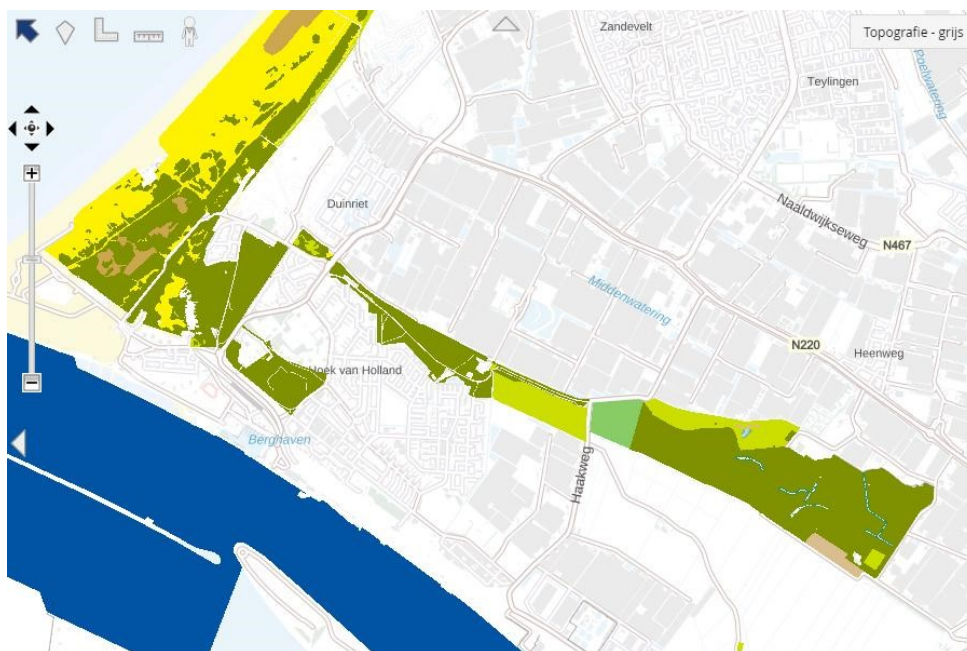 Zandevelt
Topografie - grijs
Teylingen
Poelwatering
Duinriet
Naaldwijkseweg
N467
Middenwatering
N220
Heenweg
Hoek van Holland
Berghaven
Haakweg